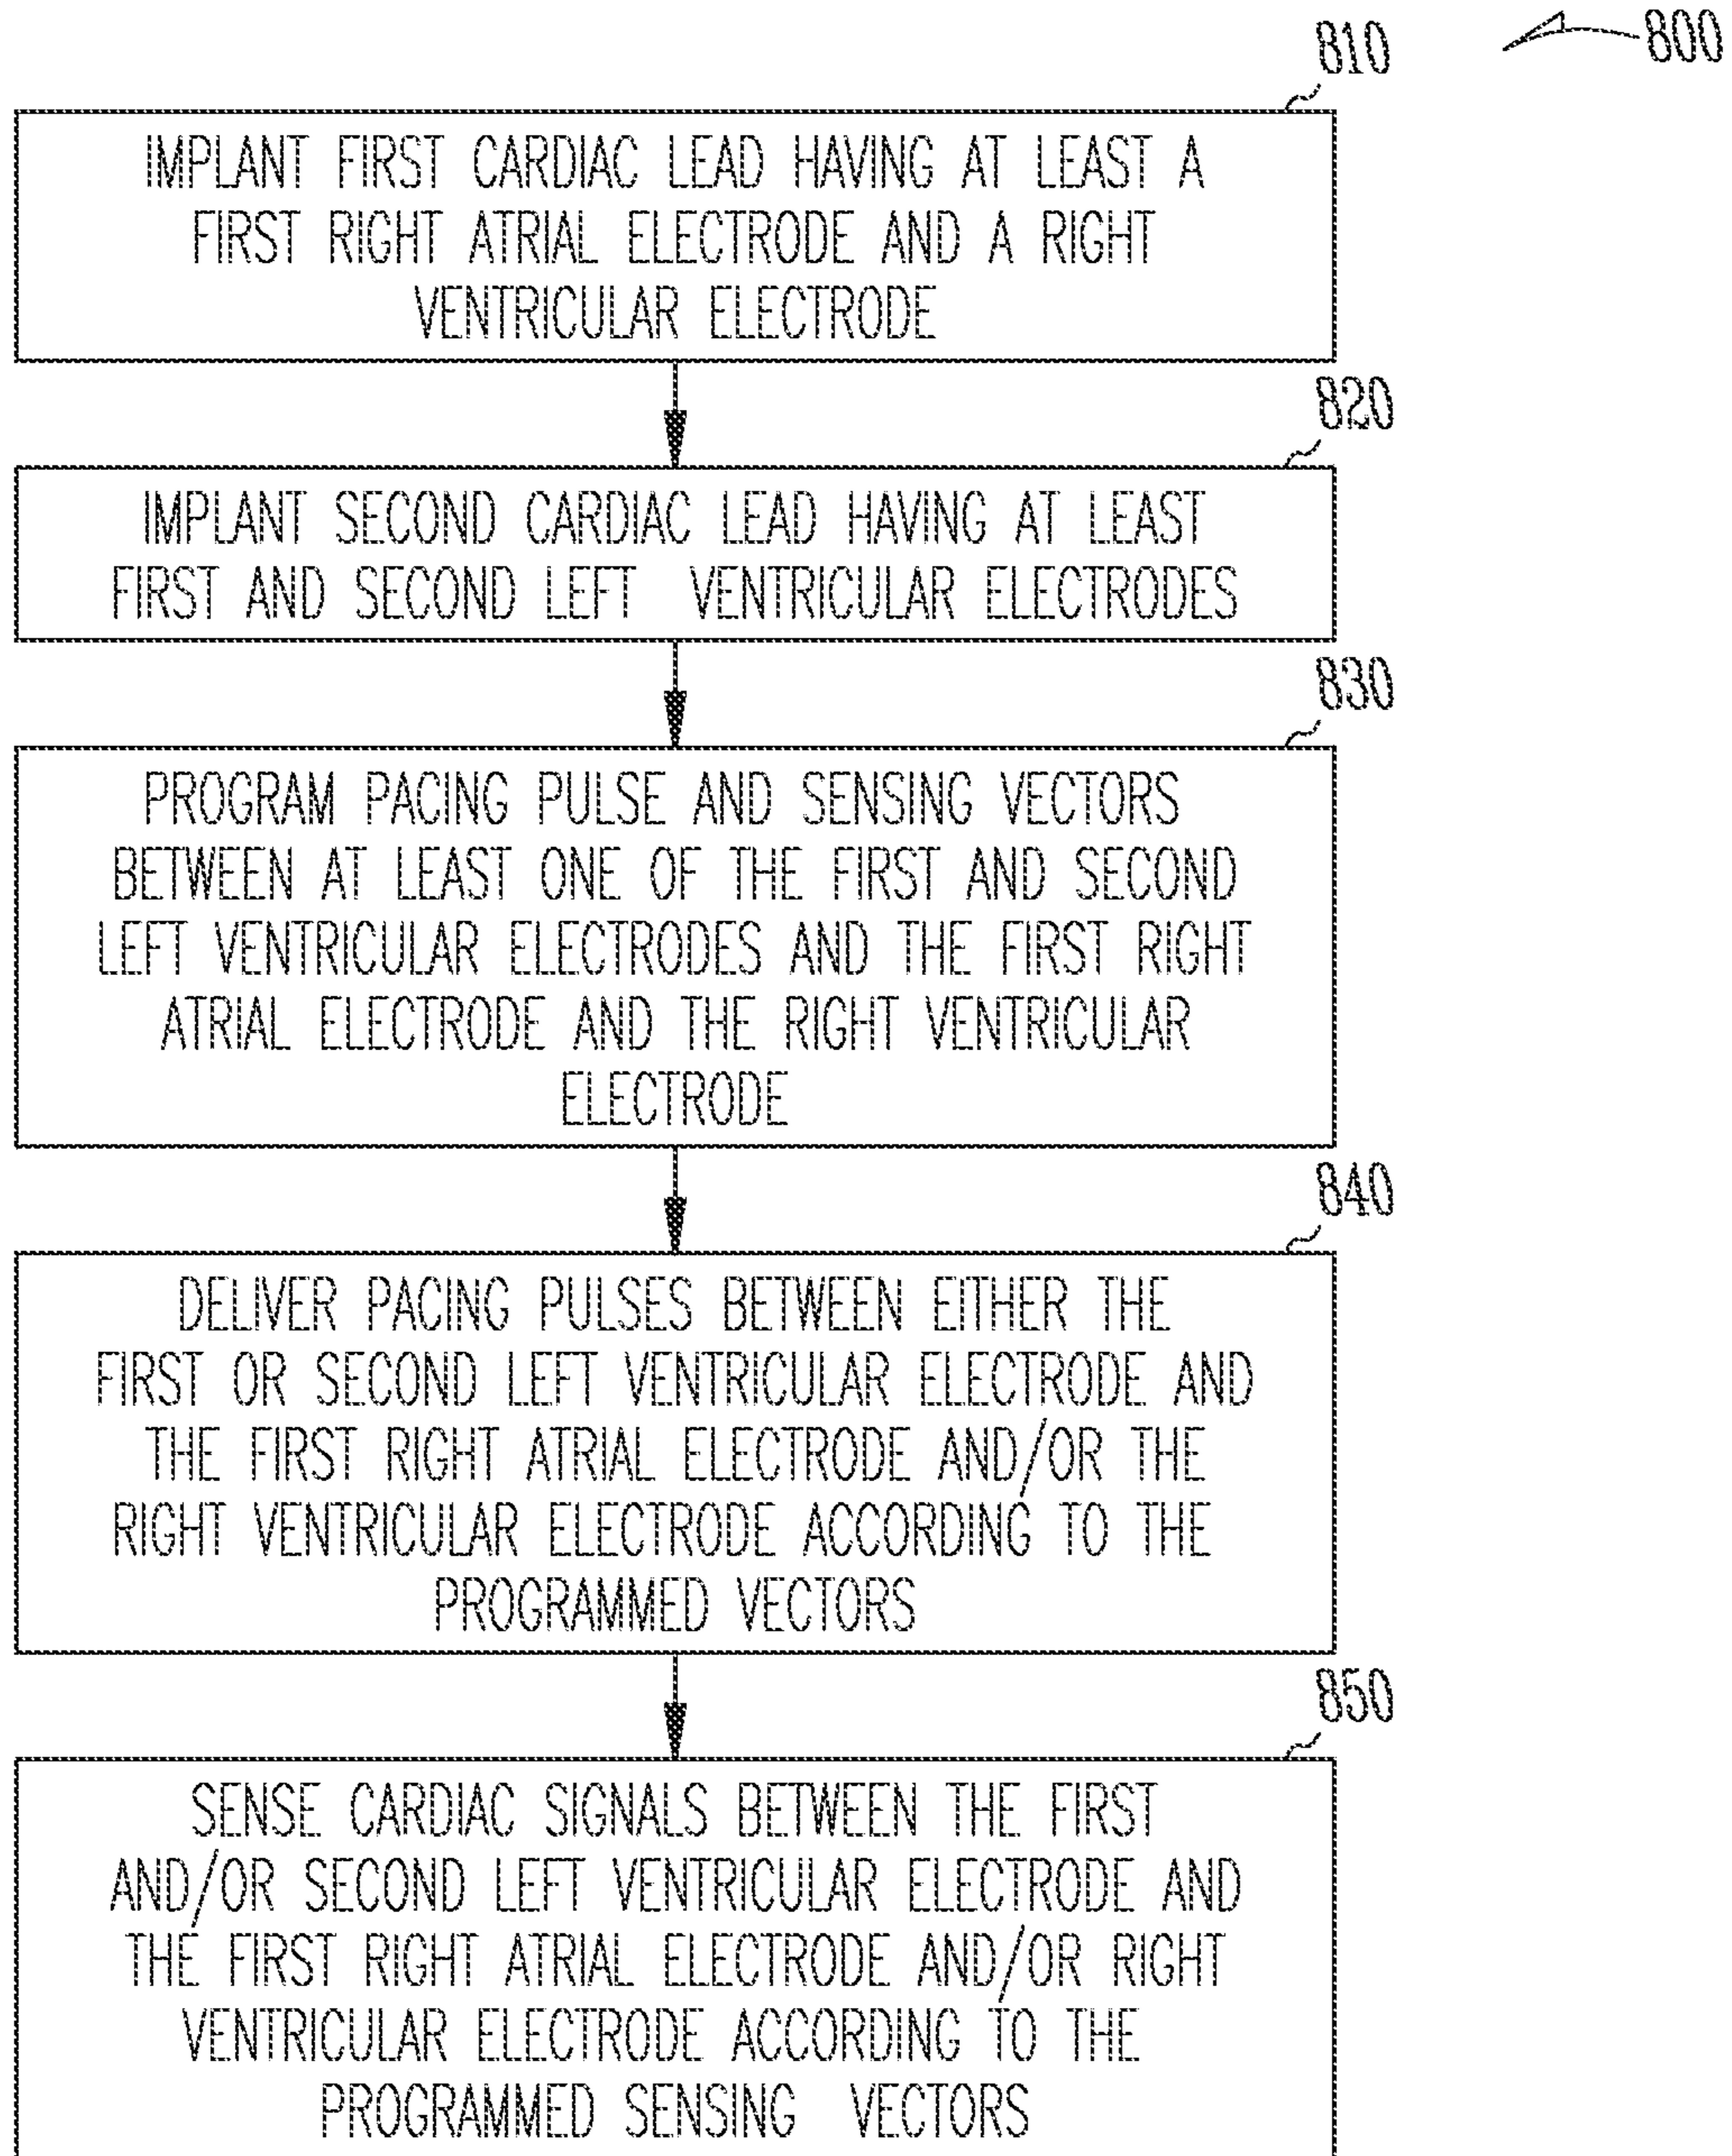 800
810
IMPLANT FIRST CARDIAC LEAD HAVING AT LEAST A
FIRST RIGHT ATRIAL ELECTRODE AND A RIGHT
VENTRICULAR ELECTRODE
820
IMPLANT SECOND CARDIAC LEAD HAVING AT LEAST
FIRST AND SECOND LEFT VENTRICULAR ELECTRODES
830
PROGRAM PACING PULSE AND SENSING VECTORS
BETWEEN AT LEAST ONE OF THE FIRST AND SECOND
LEFT VENTRICULAR ELECTRODES AND THE FIRST RIGHT
ATRIAL ELECTRODE AND THE RIGHT VENTRICULAR
ELECTRODE
840
DELIVER PACING PULSES BETWEEN EITHER THE
FIRST OR SECOND LEFT VENTRICULAR ELECTRODE AND
THE FIRST RIGHT ATRIAL ELECTRODE AND/OR THE
RIGHT VENTRICULAR ELECTRODE ACCORDING TO THE
PROGRAMMED VECTORS
850
SENSE CARDIAC SIGNALS BETWEEN THE FIRST
AND/OR SECOND LEFT VENTRICULAR ELECTRODE AND
THE FIRST RIGHT ATRIAL ELECTRODE AND/OR RIGHT
VENTRICULAR ELECTRODE ACCORDING TO THE
PROGRAMMED SENSING VECTORS